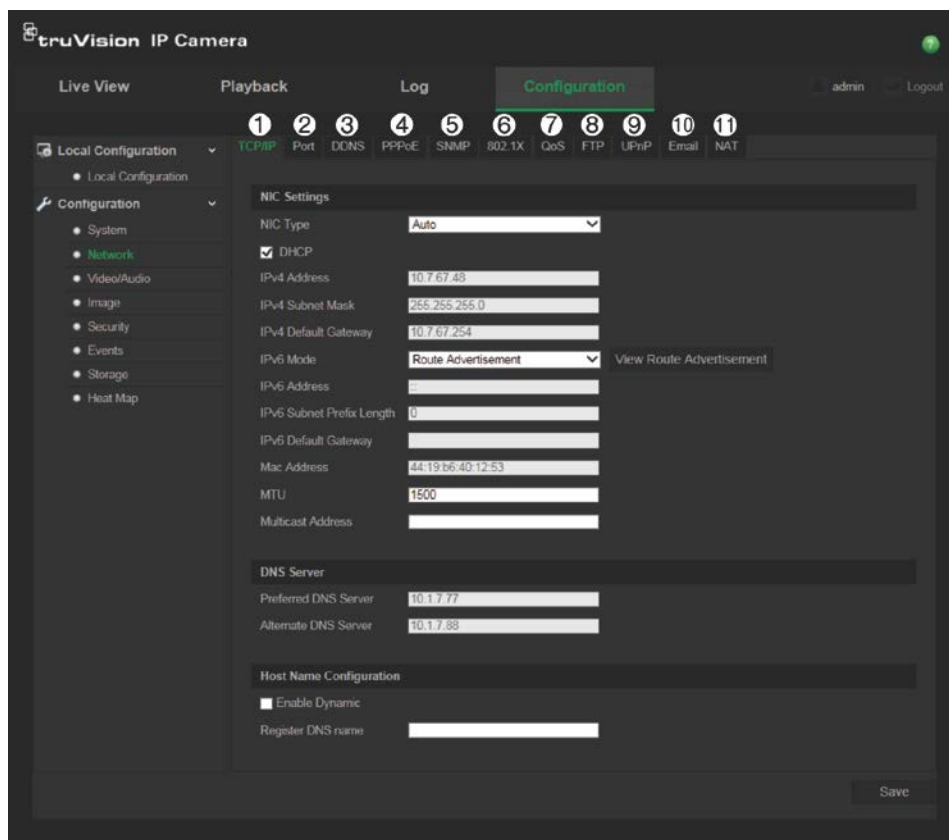 truVision IP Camera
?
Live View Playback Log Configuration admin Logout
1 2 3 4 5 6 7 8 9 10 11
TCP/IP Port DDNS PPPoE SNMP 802.1X QoS FTP UPnP Email NAT
Local Configuration
Local Configuration
Configuration
System
Network
Video/Audio
Image
Security
Events
Storage
Heat Map
NIC Settings
NIC Type Auto
DHCP
IPv4 Address 10.7.67.48
IPv4 Subnet Mask 255.255.255.0
IPv4 Default Gateway 10.7.67.254
IPv6 Mode Route Advertisement View Route Advertisement
IPv6 Address ::
IPv6 Subnet Prefix Length 0
IPv6 Default Gateway
Mac Address 44:19:b6:40:12:53
MTU 1500
Multicast Address
DNS Server
Preferred DNS Server 10.1.7.77
Alternate DNS Server 10.1.7.88
Host Name Configuration
Enable Dynamic
Register DNS name
Save